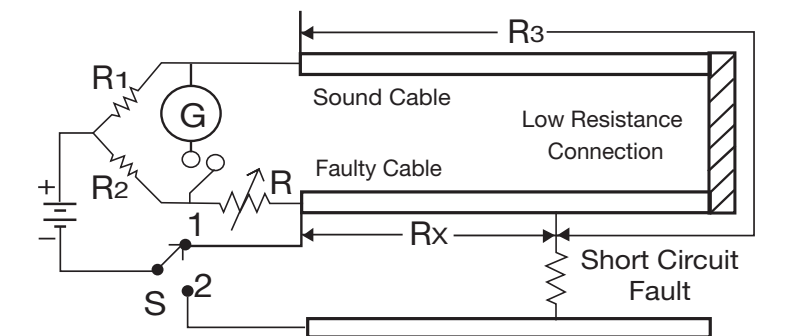 R3
R1
G
Sound Cable
Low Resistance
Connection
R2
Faulty Cable
R
+
−
1
Rx
S
2
Short Circuit
Fault